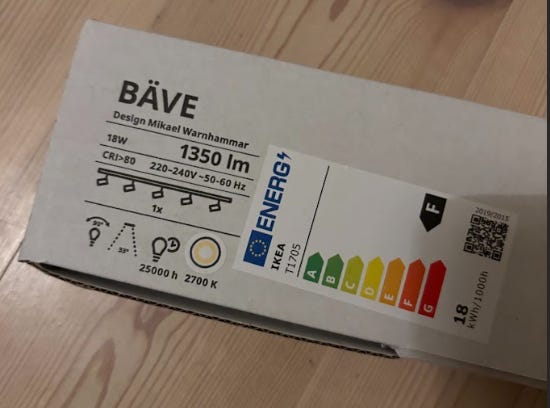 BÄVE
Design Mikael Warnhammar
18W 1350 lm
CRI>80 220-240V ~50-60 Hz
1x
33°
25000 h 2700 K
ENERG
IKEA
T1705
A
B
C
D
E
F
G
F
2019/2015
18
kWh/1000h